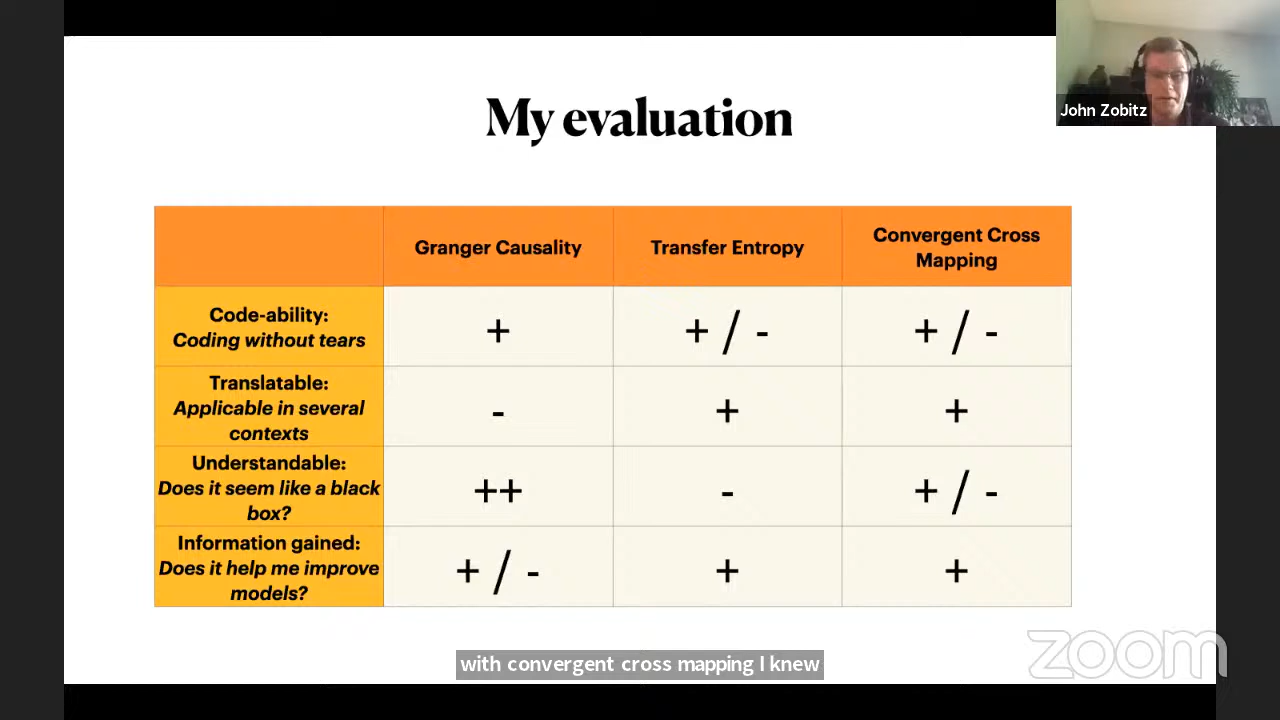 My evaluation
John Zobitz
Granger Causality
Transfer Entropy
Convergent Cross
Mapping
Code-ability:
Coding without tears
+
+ / -
+ / -
Translatable:
Applicable in several
contexts
-
+
+
Understandable:
Does it seem like a black
box?
++
-
+ / -
Information gained:
Does it help me improve
models?
+ / -
+
+
with convergent cross mapping I knew
zoom